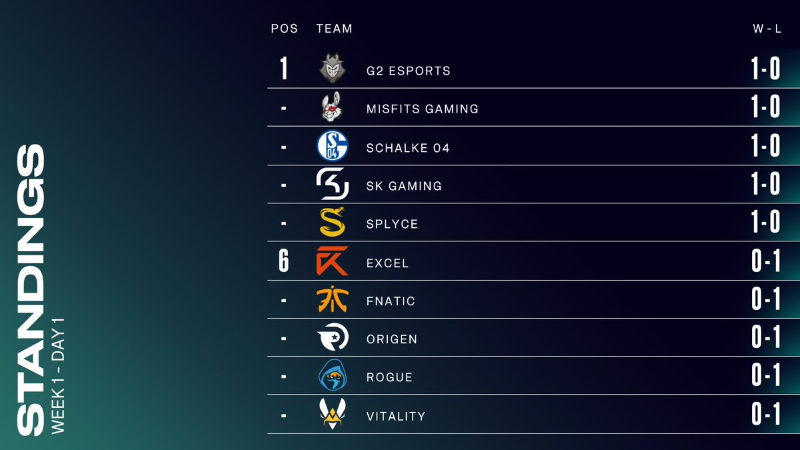 POS TEAM W - L
1 G2 ESPORTS 1-0
- MISFITS GAMING 1-0
- S 04 SCHALKE 04 1-0
- SK SK GAMING 1-0
- SPLYCE 1-0
6 EXCEL 0-1
- FNATIC 0-1
- ORIGEN 0-1
- ROGUE 0-1
- VITALITY 0-1
STANDINGS
WEEK 1 - DAY 1